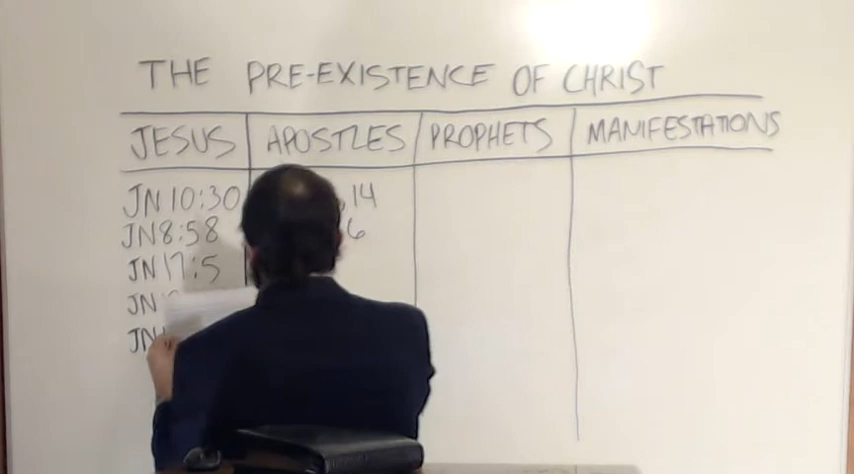 THE PRE-EXISTENCE OF CHRIST
JESUS APOSTLES PROPHETS MANIFESTATIONS
JN 10:30 ,14
JN 8:58 6
JN 17:5
JN
JN